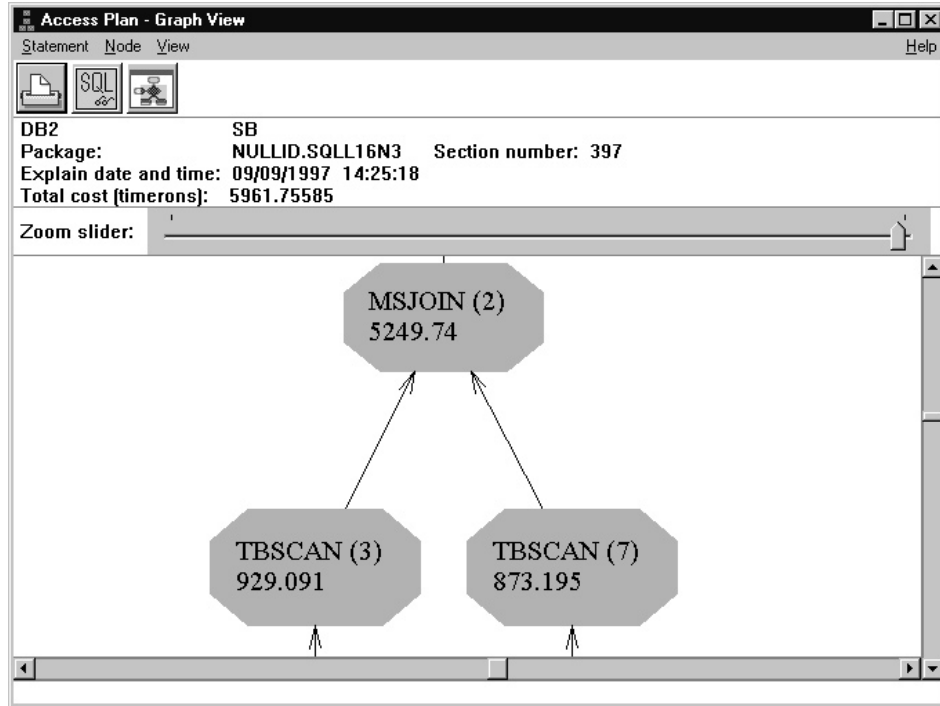 Access Plan - Graph View
Statement Node View Help
SQL
DB2 SB
Package: NULLID.SQLL16N3 Section number: 397
Explain date and time: 09/09/1997 14:25:18
Total cost (timerons): 5961.75585
Zoom slider:
MSJOIN (2)
5249.74
TBSCAN (3) TBSCAN (7)
929.091 873.195